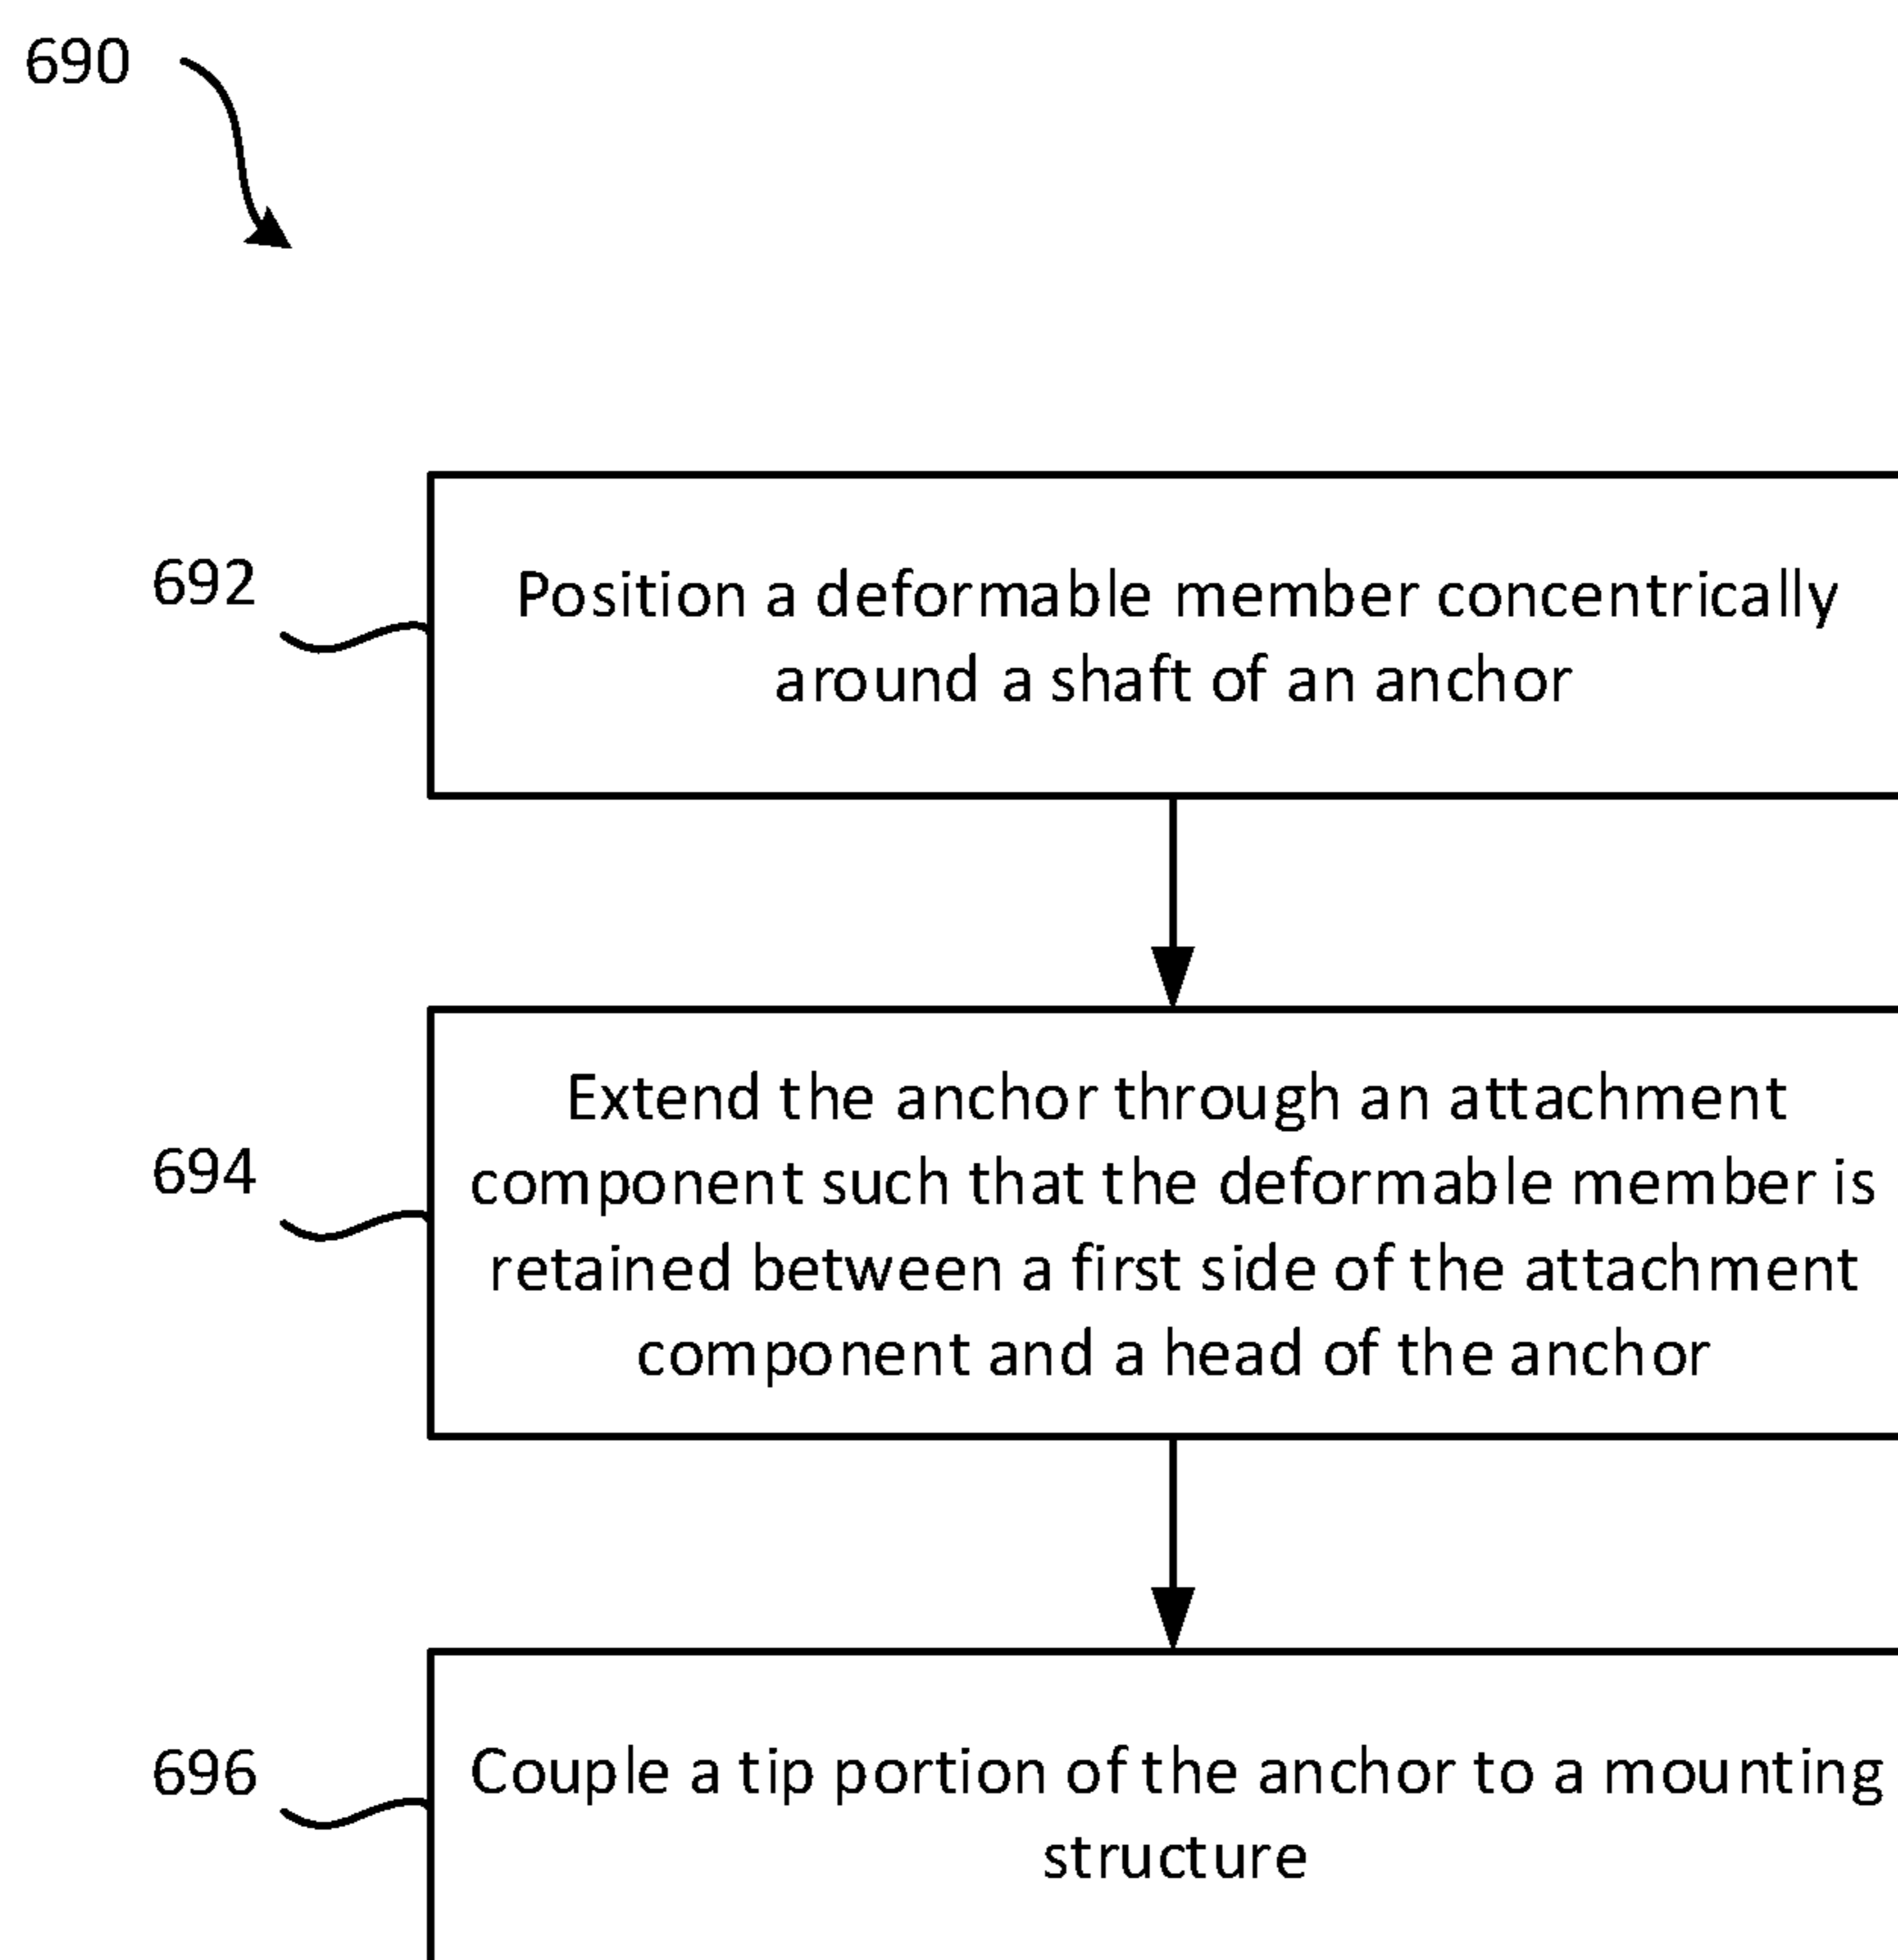 690
692
Position a deformable member concentrically
around a shaft of an anchor
694
Extend the anchor through an attachment
component such that the deformable member is
retained between a first side of the attachment
component and a head of the anchor
696
Couple a tip portion of the anchor to a mounting
structure